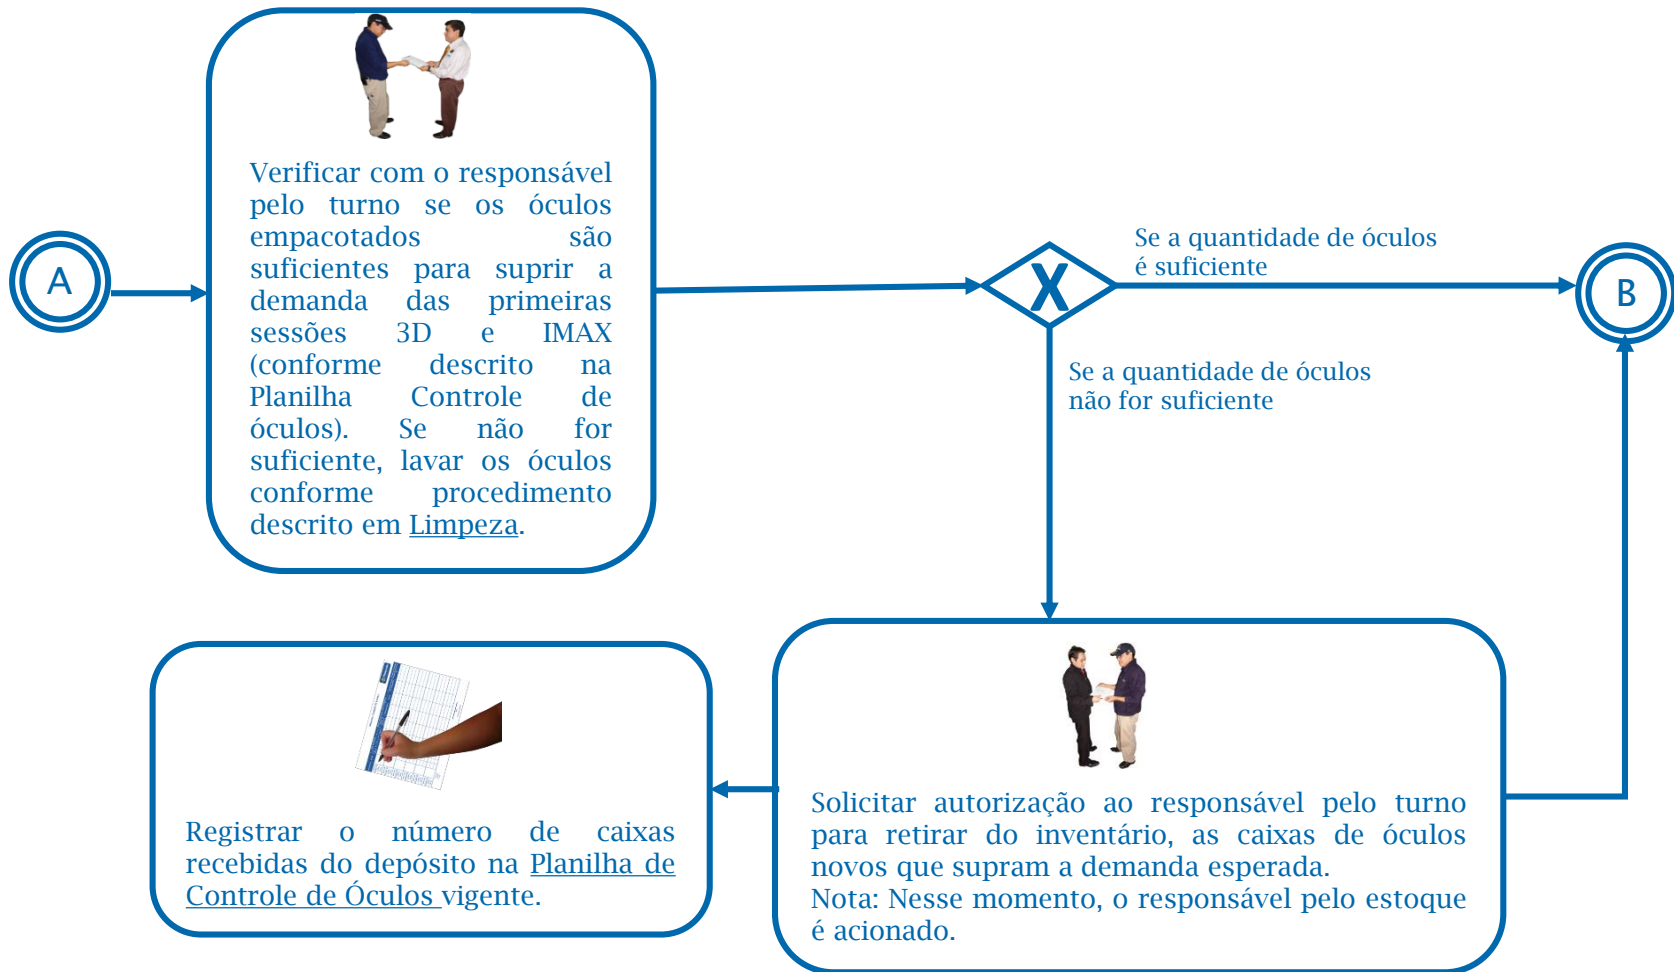 A
Verificar com o responsável
pelo turno se os óculos
empacotados são
suficientes para suprir a
demanda das primeiras
sessões 3D e IMAX
(conforme descrito na
Planilha Controle de
óculos). Se não for
suficiente, lavar os óculos
conforme procedimento
descrito em Limpeza.
X
Se a quantidade de óculos
é suficiente
B
Se a quantidade de óculos
não for suficiente
Registrar o número de caixas
recebidas do depósito na Planilha de
Controle de Óculos vigente.
Solicitar autorização ao responsável pelo turno
para retirar do inventário, as caixas de óculos
novos que supram a demanda esperada.
Nota: Nesse momento, o responsável pelo estoque
é acionado.